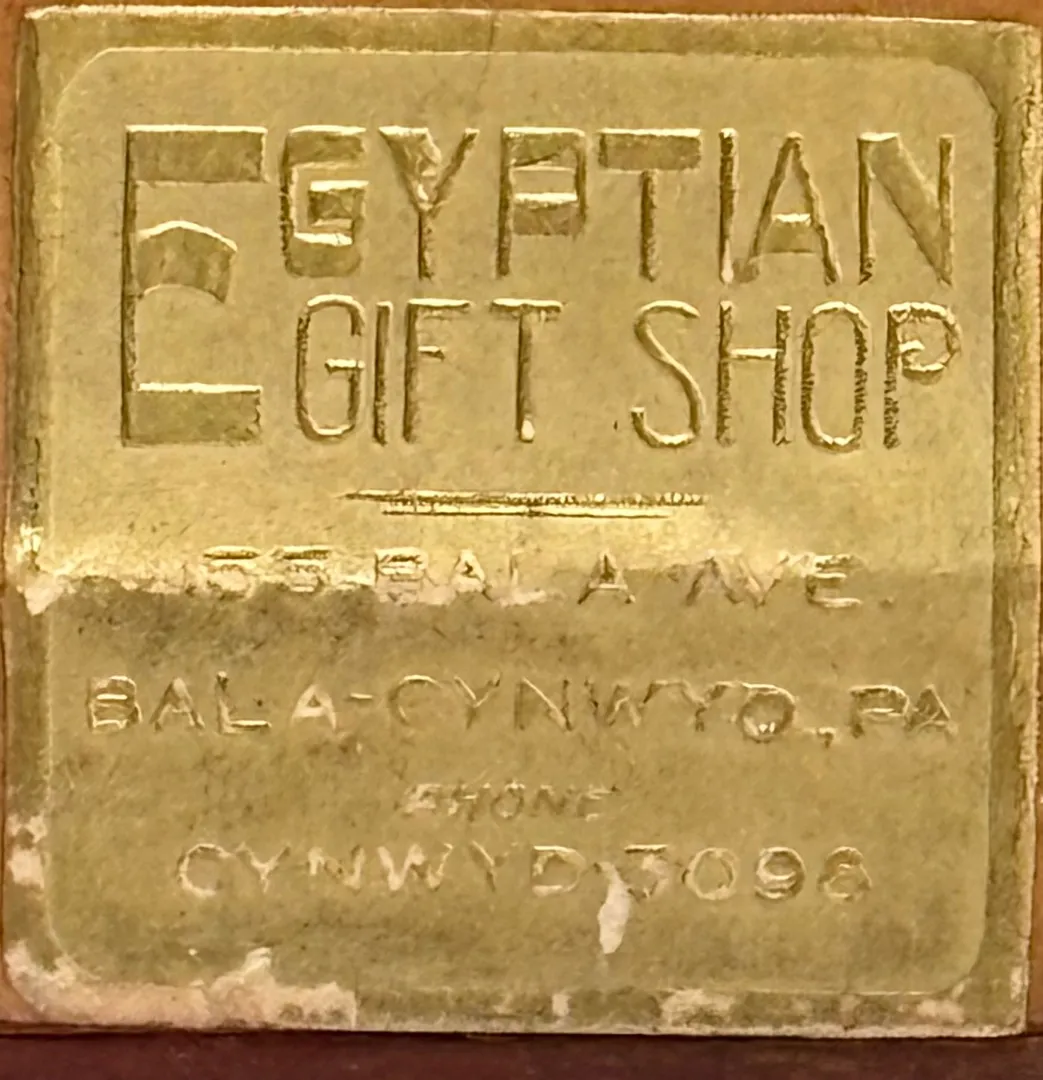 EGYPTIAN
GIFT SHOP
BALA AVE.
BALA-CYNWYD, PA
PHONE
CYNWYD 3098